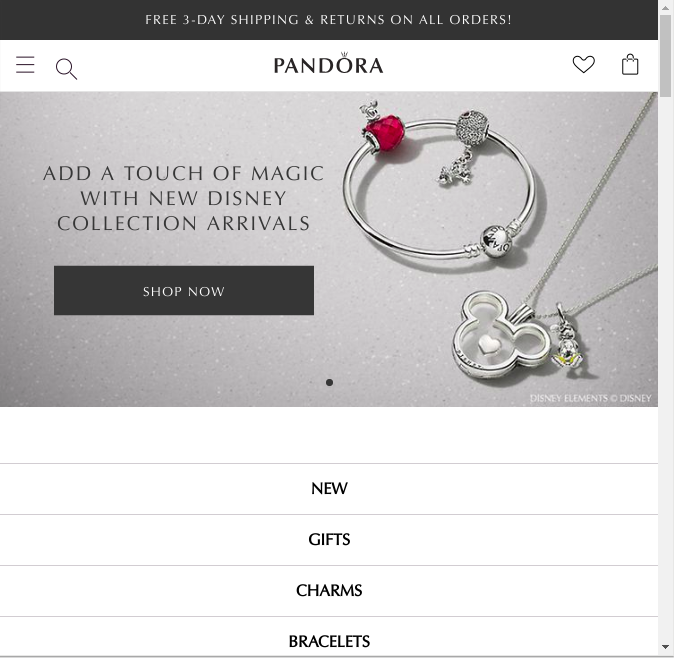 FREE 3-DAY SHIPPING & RETURNS ON ALL ORDERS!
PANDÖRA
ADD A TOUCH OF MAGIC
WITH NEW DISNEY
COLLECTION ARRIVALS
SHOP NOW
DISNEY ELEMENTS © DISNEY
NEW
GIFTS
CHARMS
BRACELETS